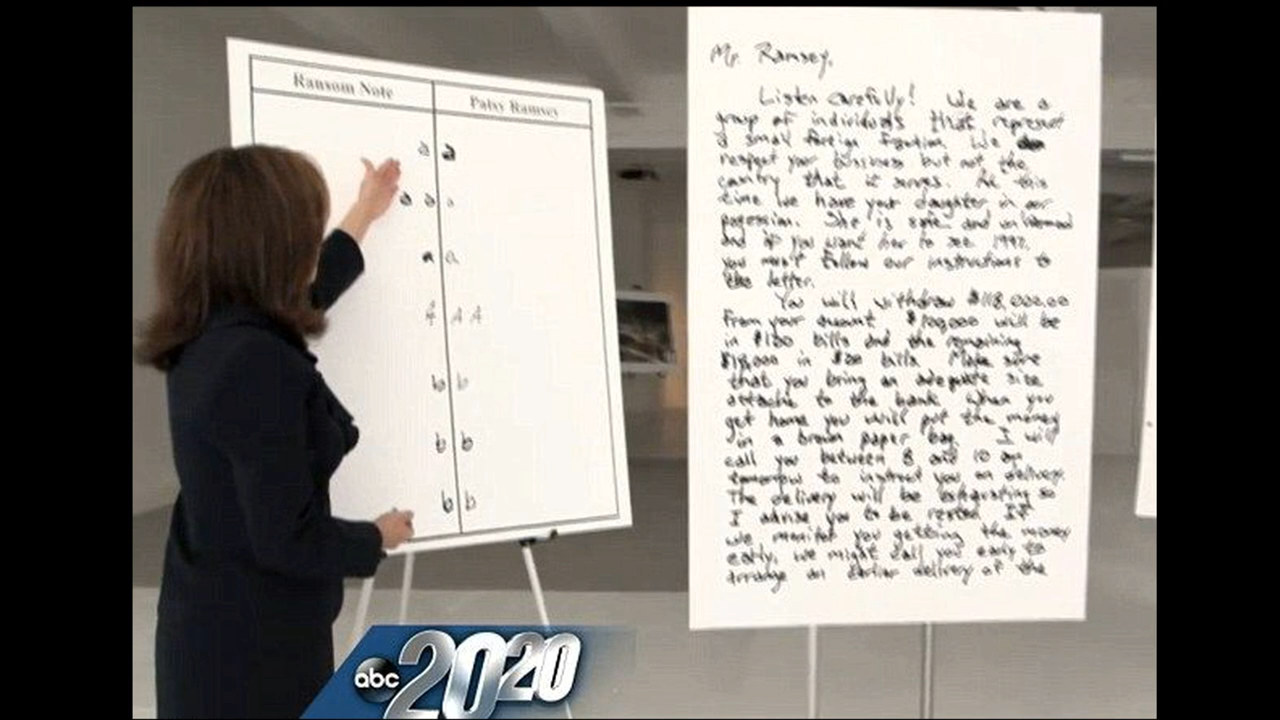 Ransom Note Patsy Ramsey
a a
a a a
a a
A A A
b b
b b
b b
Mr. Ramsey,
Listen carefully! We are a
group of individuals that represent
a small foreign faction. We
respect your bussiness but not the
country that it serves. At this
time we have your daughter in our
posession. She is safe and unharmed
and if you want her to see 1997,
you must follow our instructions to
the letter.
You will withdraw $118,000.00
from your account. $100,000 will be
in $100 bills and the remaining
$18,000 in $20 bills. Make sure
that you bring an adequate size
attache to the bank. When you
get home you will put the money
in a brown paper bag. I will
call you between 8 and 10 am
tomorrow to instruct you on delivery.
The delivery will be exhausting so
I advise you to be rested. If
we monitor you getting the money
early, we might call you early to
arrange an earlier delivery of the
abc 2020